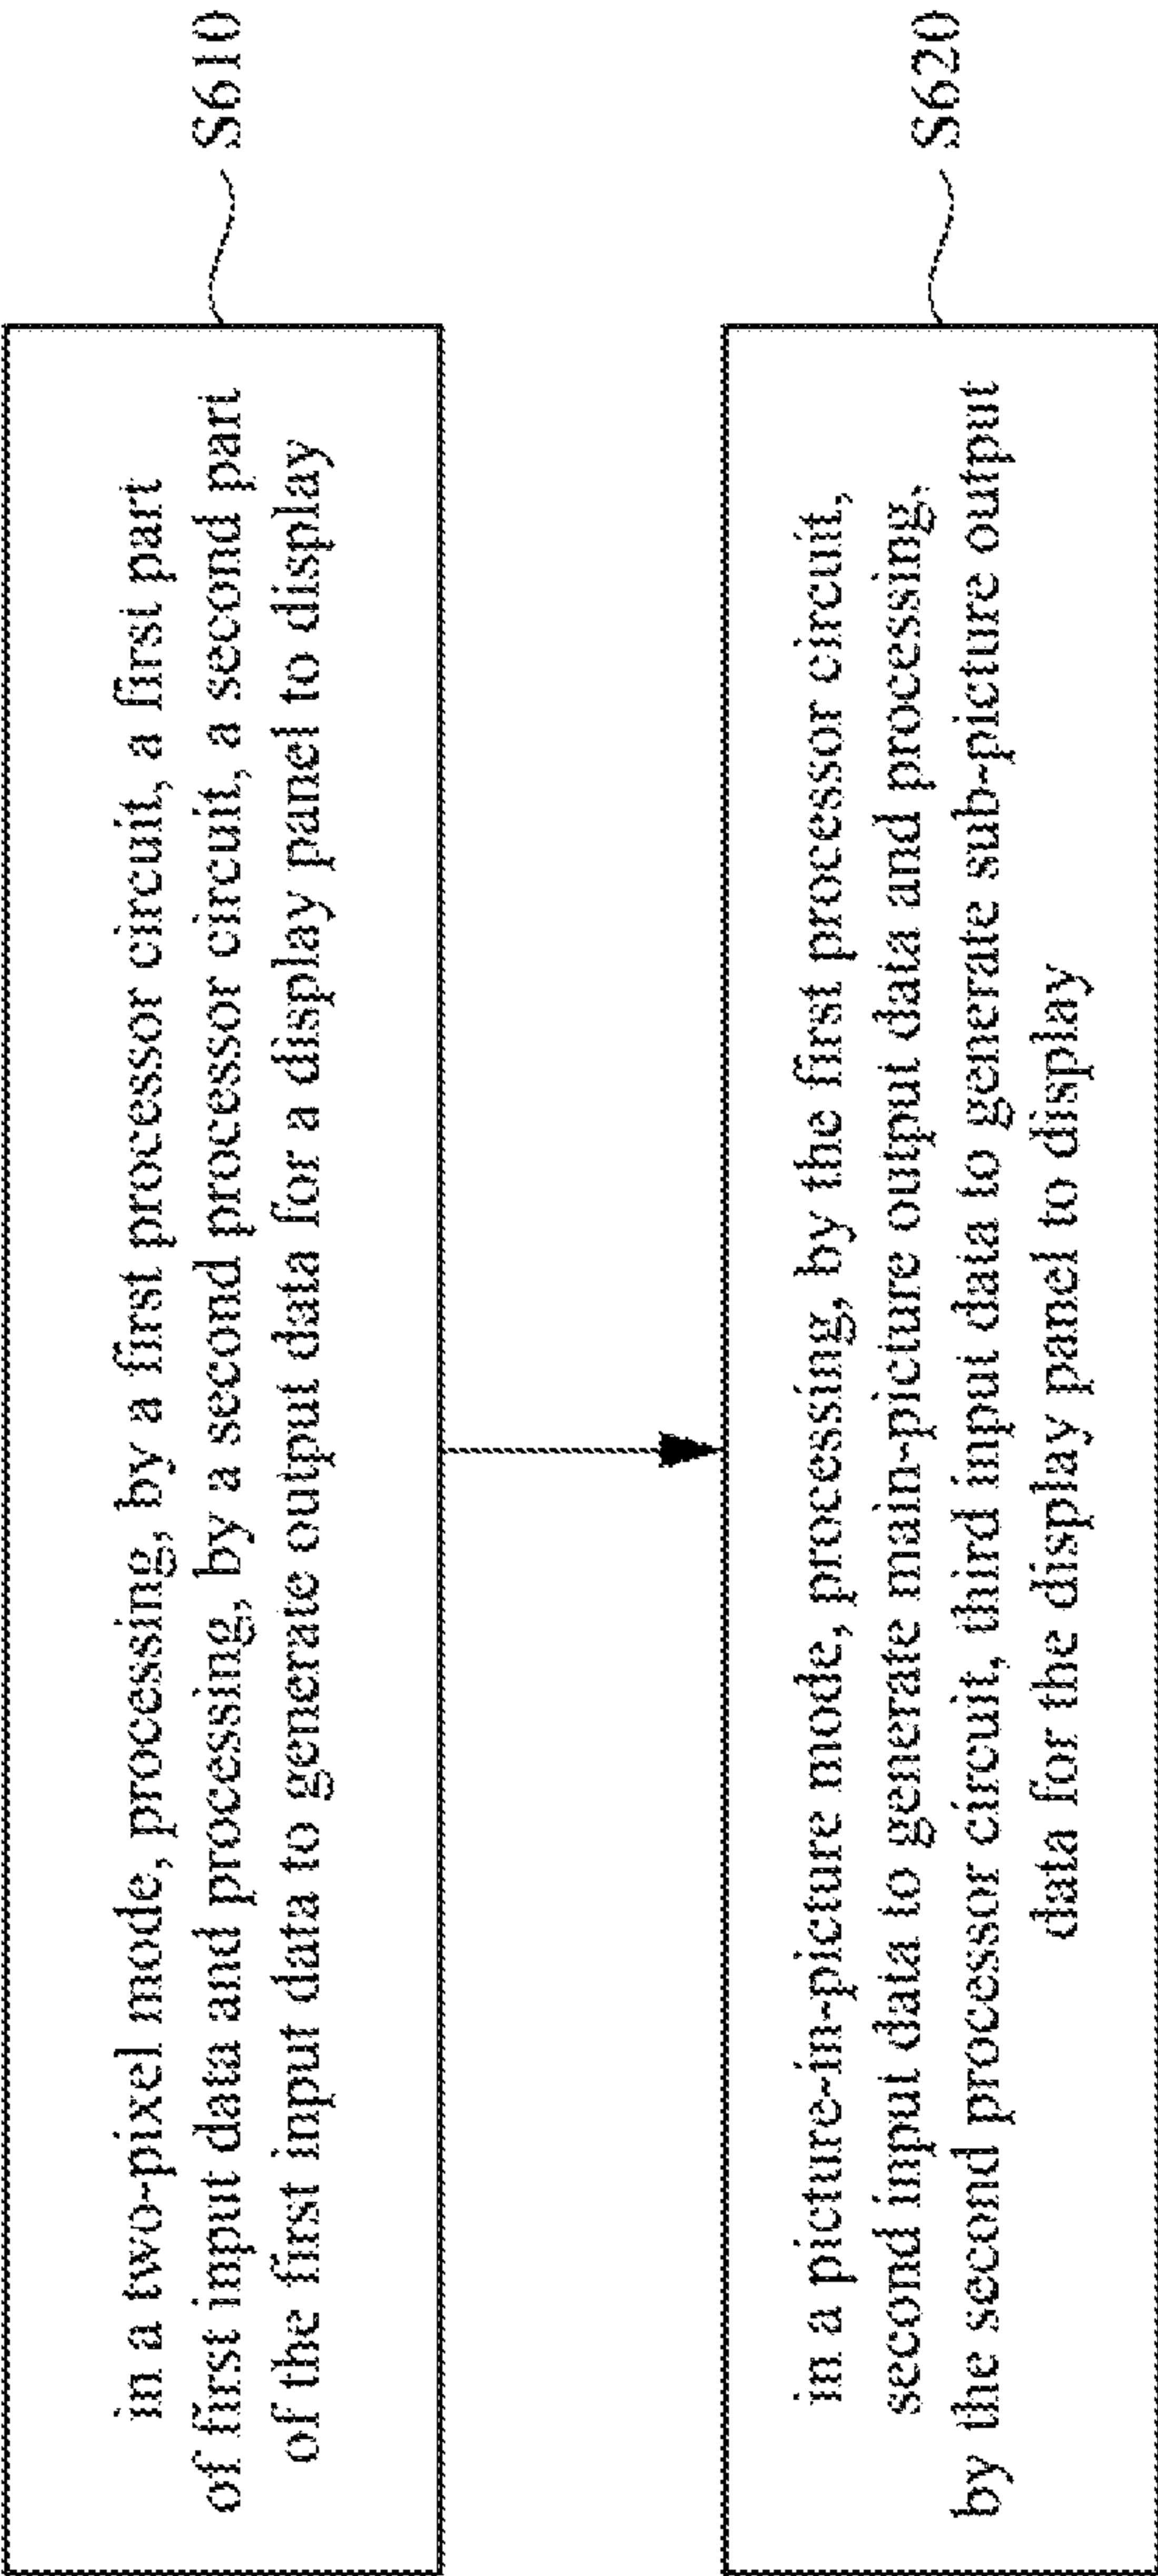 in a two-pixel mode, processing, by a first processor circuit, a first part
of first input data and processing, by a second processor circuit, a second part
of the first input data to generate output data for a display panel to display
S610
in a picture-in-picture mode, processing, by the first processor circuit,
second input data to generate main-picture output data and processing,
by the second processor circuit, third input data to generate sub-picture output
data for the display panel to display
S620